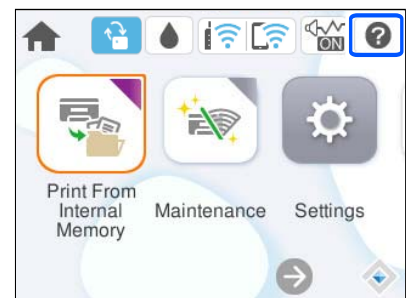 ON
?
Print From
Internal
Memory
Maintenance
Settings